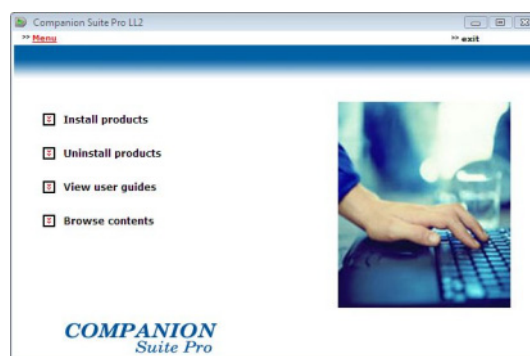 Companion Suite Pro LL2
>> Menu
>> exit
Install products
Uninstall products
View user guides
Browse contents
COMPANION
Suite Pro